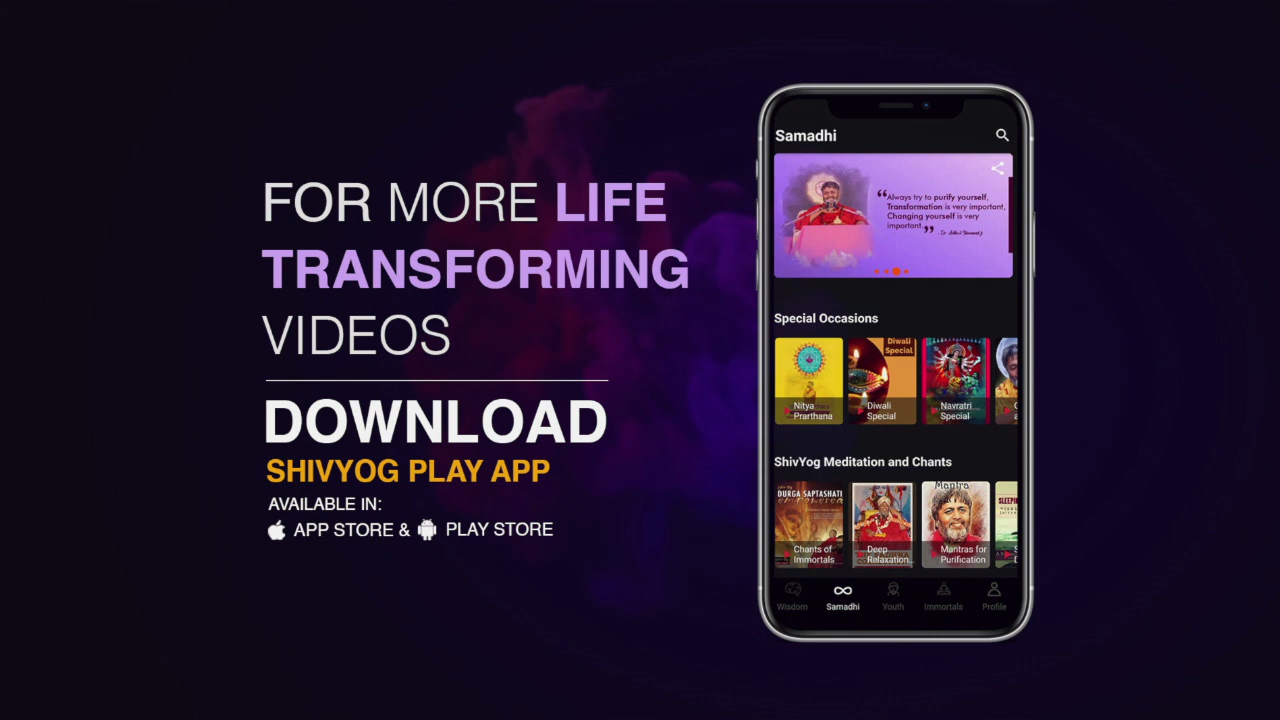 FOR MORE LIFE
TRANSFORMING
VIDEOS
DOWNLOAD
SHIVYOG PLAY APP
AVAILABLE IN:
APP STORE & PLAY STORE
Samadhi
“Always try to purify yourself,
Transformation is very important,
Changing yourself is very
important.”
Special Occasions
Diwali
Special
Nitya
Prarthana
Diwali
Special
Navratri
Special
ShivYog Meditation and Chants
DURGA SAPTASHATI
Mantra
Chants of
Immortals
Deep
Relaxation...
Mantras for
Purification
Wisdom
Samadhi
Youth
Immortals
Profile